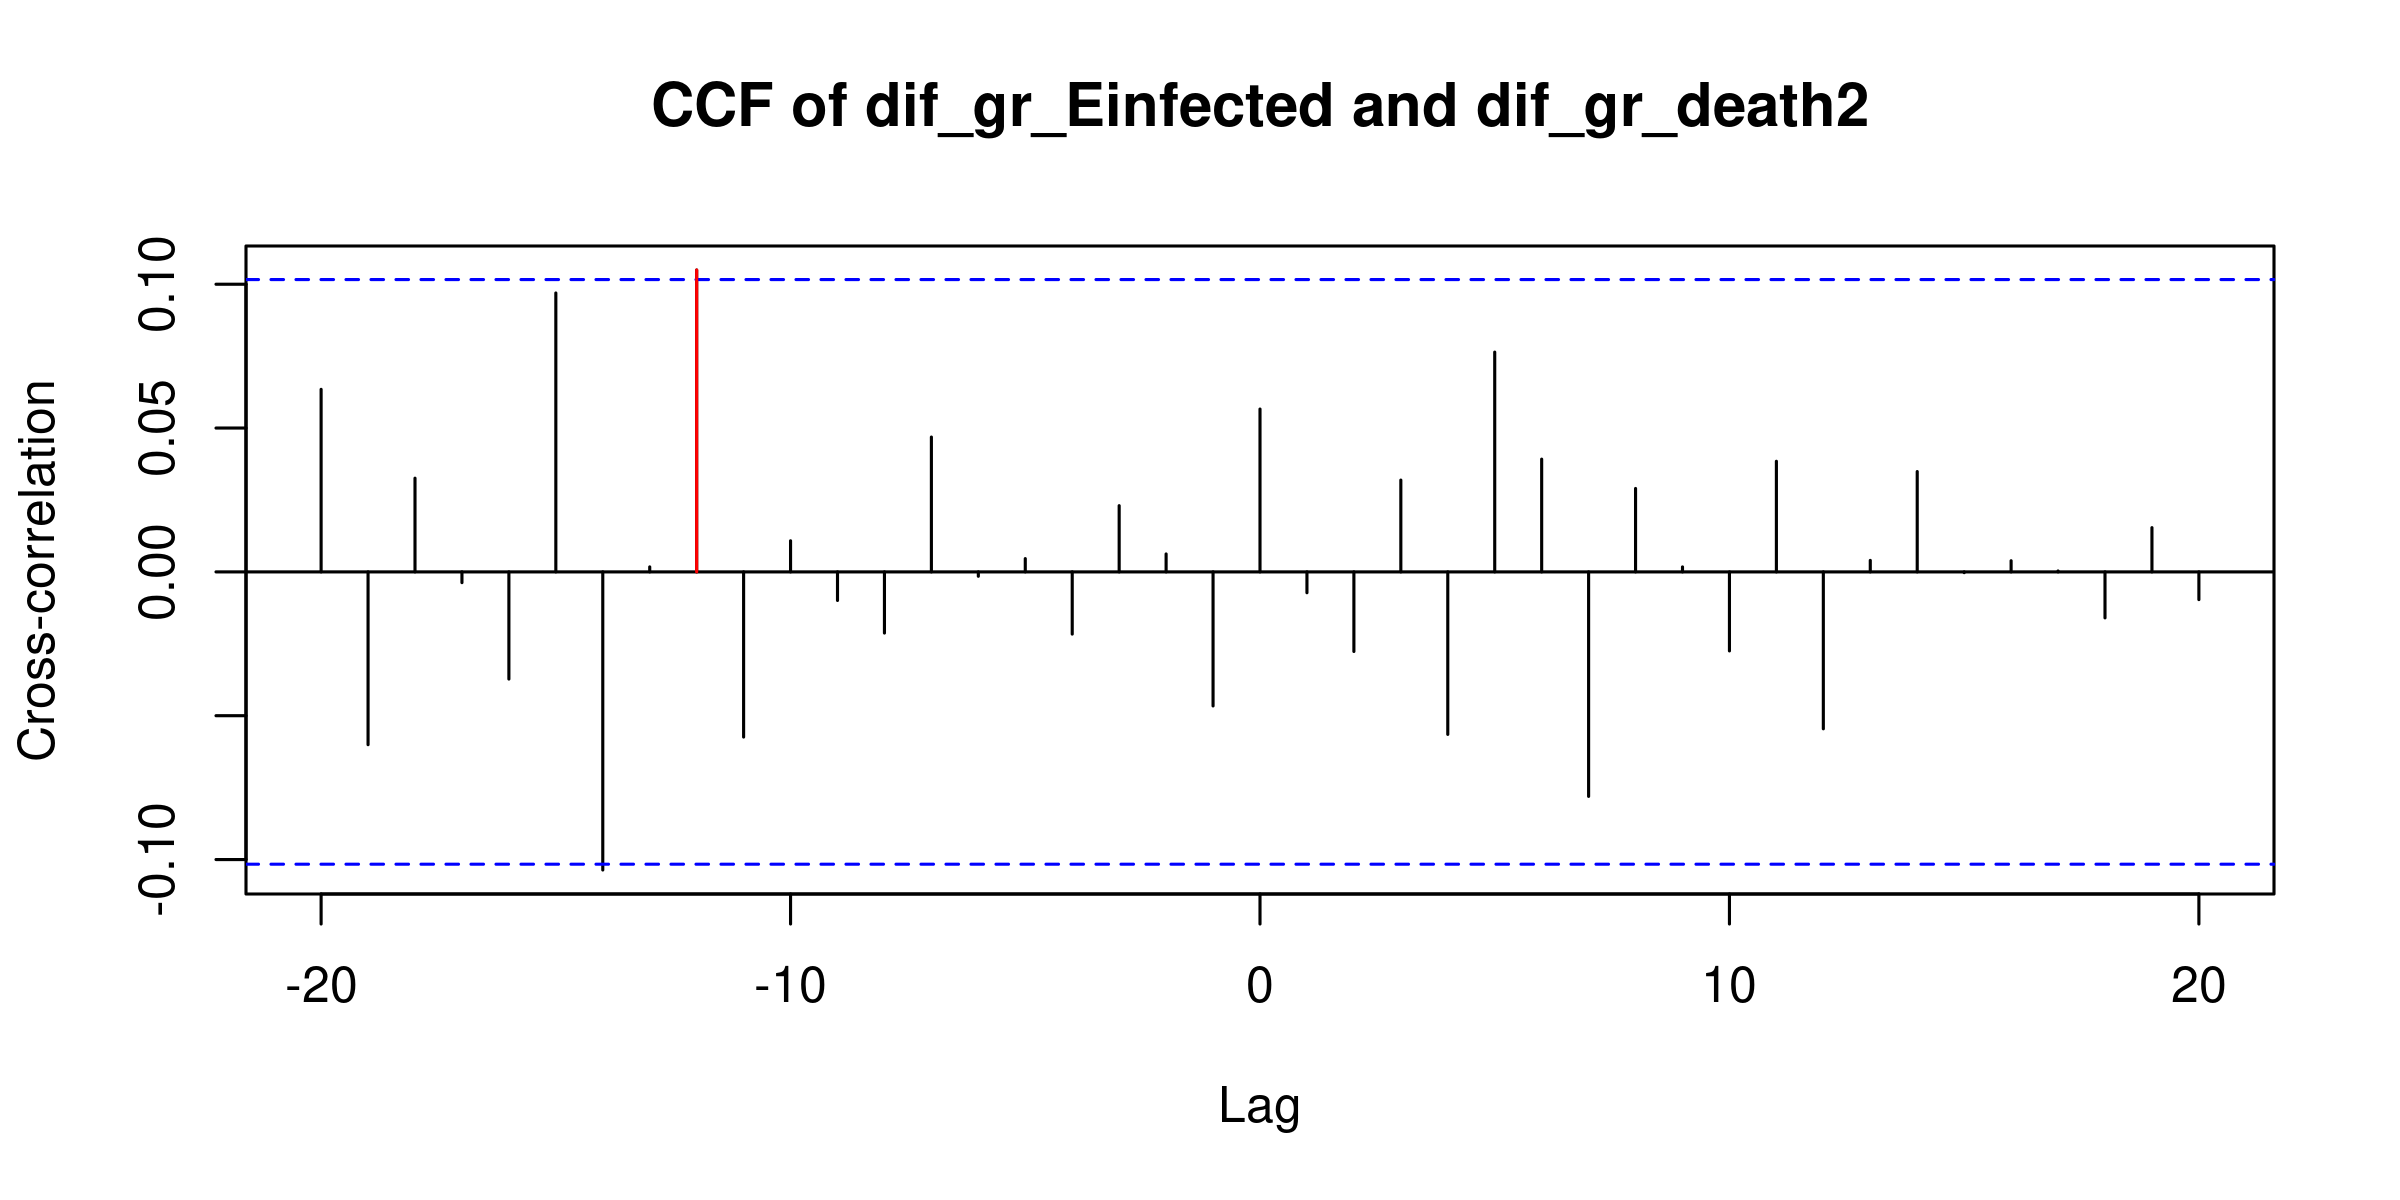 CCF of dif_gr_Einfected and dif_gr_death2
Cross-correlation
0.10
0.05
0.00
-0.10
-20 -10 0 10 20
Lag